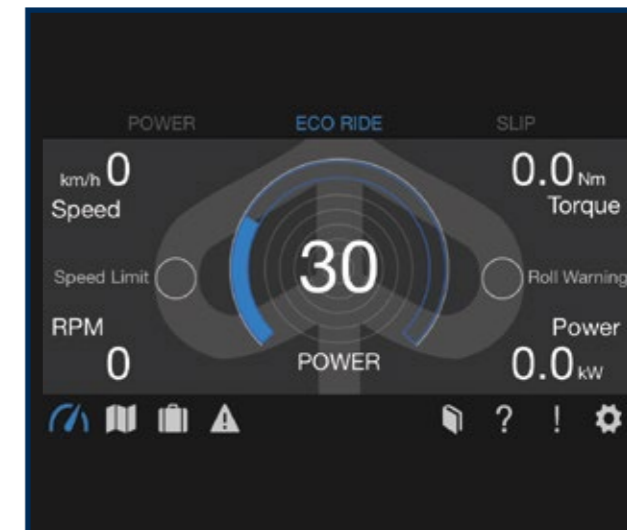 POWER ECO RIDE SLIP
km/h 0 0.0 Nm
Speed Torque
30
Speed Limit Roll Warning
RPM Power
POWER
0 0.0 kW
? !